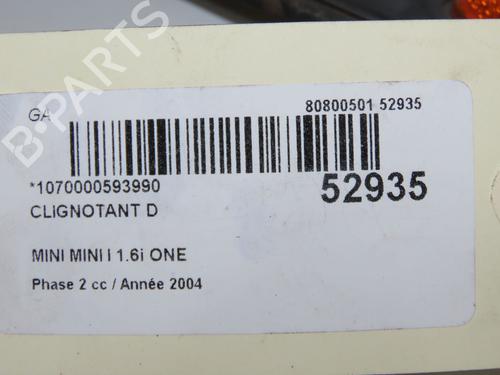 GA
80800501 52935
*1070000593990
52935
CLIGNOTANT D
MINI MINI I 1.6i ONE
Phase 2 cc / Année 2004
B-PARTS